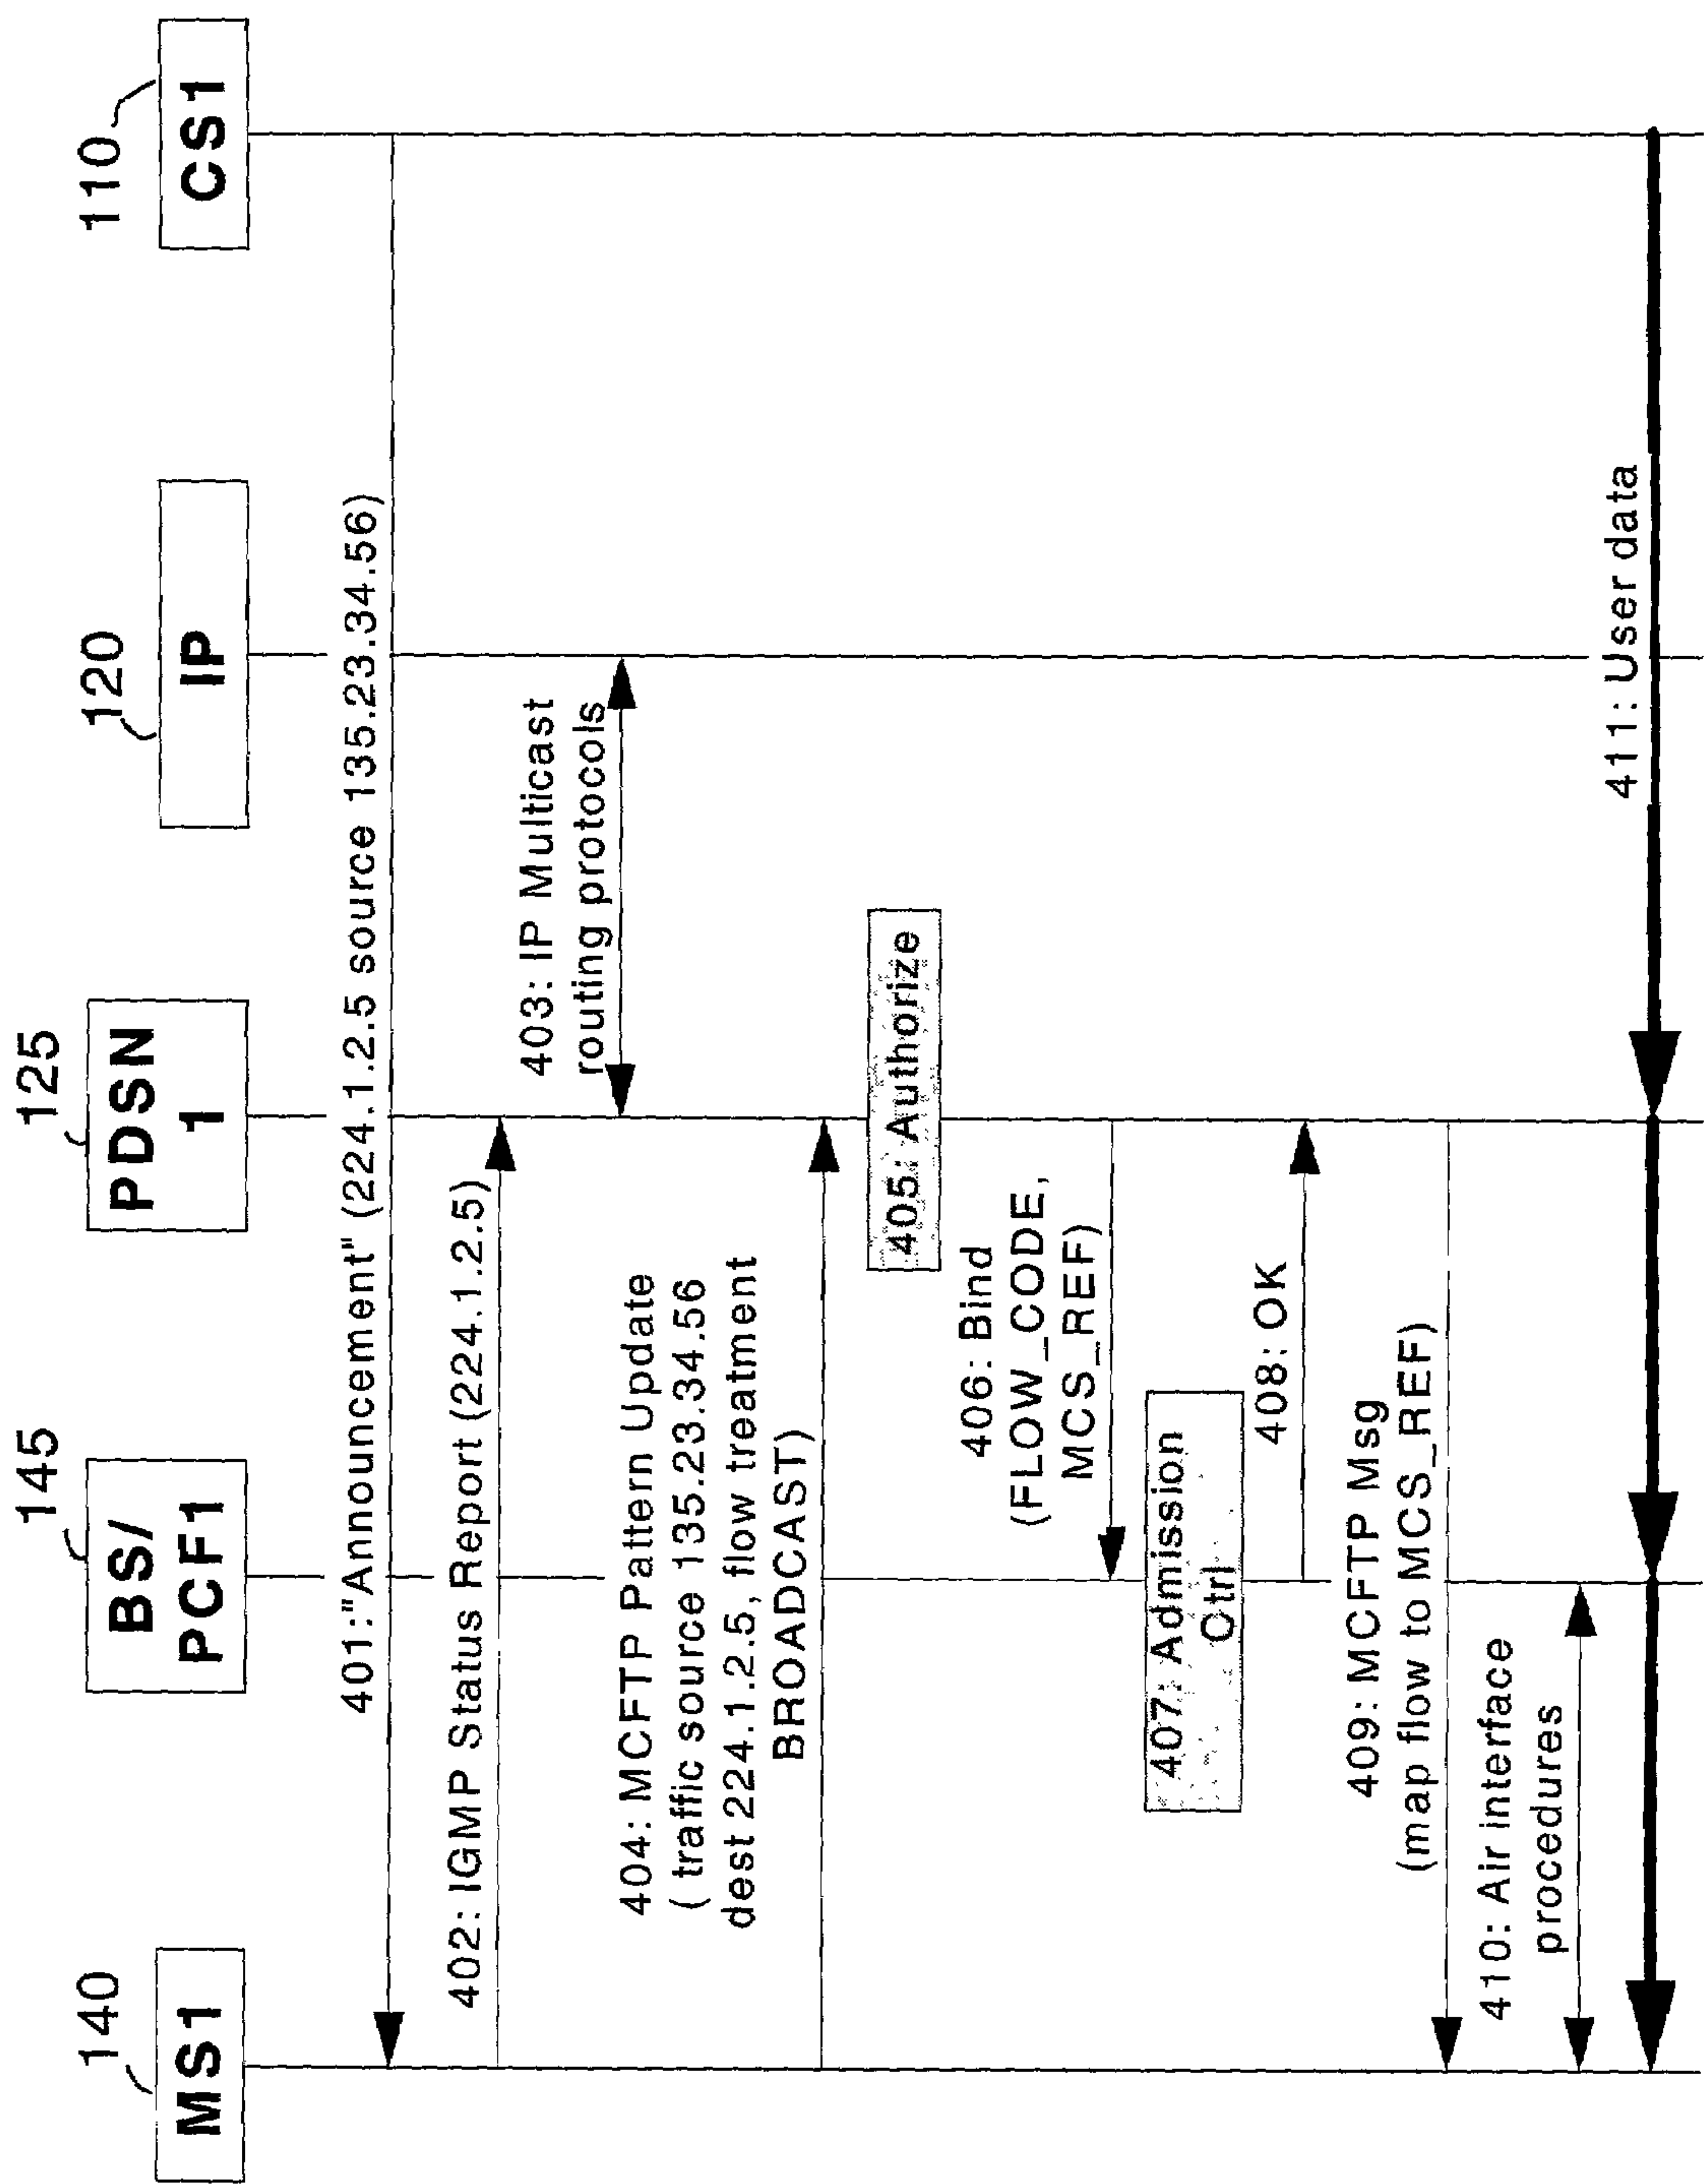 140
MS1
145
BS/
PCF1
125
PDSN
1
120
IP
110
CS1
401:"Announcement" (224.1.2.5 source 135.23.34.56)
402: IGMP Status Report (224.1.2.5)
403: IP Multicast
routing protocols
404: MCFTP Pattern Update
( traffic source 135.23.34.56
dest 224.1.2.5, flow treatment
BROADCAST)
405: Authorize
406: Bind
(FLOW_CODE,
MCS_REF)
407: Admission
Ctrl
408: OK
409: MCFTP Msg
(map flow to MCS_REF)
410: Air interface
procedures
411: User data